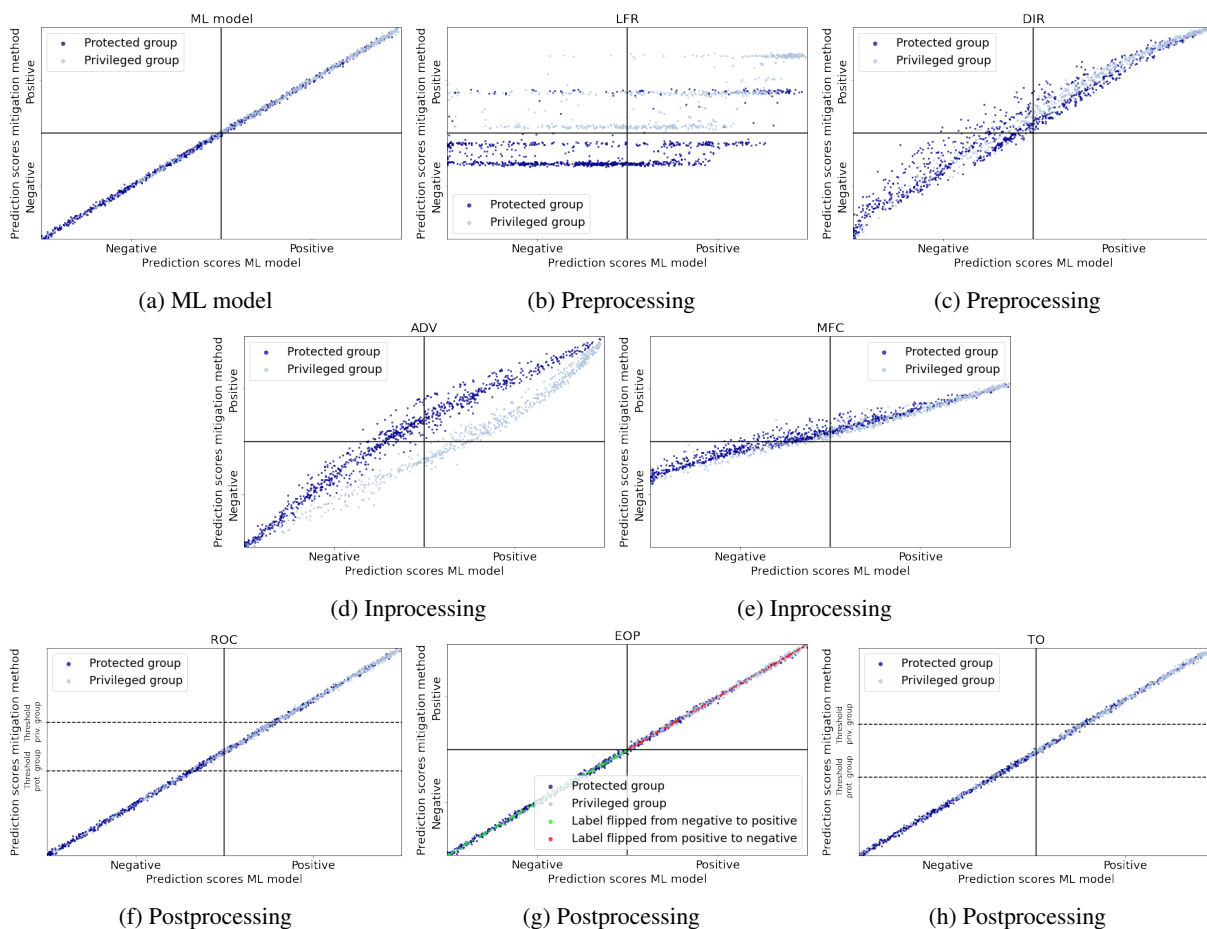 ML model
Prediction scores mitigation method
Negative
Positive
Protected group
Privileged group
Negative
Positive
Prediction scores ML model
(a) ML model
LFR
Protected group
Privileged group
Prediction scores mitigation method
Negative
Positive
Negative
Positive
Prediction scores ML model
(b) Preprocessing
DIR
Protected group
Privileged group
Prediction scores mitigation method
Negative
Positive
Negative
Positive
Prediction scores ML model
(c) Preprocessing
ADV
Protected group
Privileged group
Prediction scores mitigation method
Negative
Positive
Negative
Positive
Prediction scores ML model
(d) Inprocessing
MFC
Protected group
Privileged group
Prediction scores mitigation method
Negative
Positive
Negative
Positive
Prediction scores ML model
(e) Inprocessing
ROC
Protected group
Privileged group
Prediction scores mitigation method
Threshold
priv. group
Threshold
prot. group
Negative
Positive
Prediction scores ML model
(f) Postprocessing
EOP
Prediction scores mitigation method
Negative
Positive
Protected group
Privileged group
Label flipped from negative to positive
Label flipped from positive to negative
Negative
Positive
Prediction scores ML model
(g) Postprocessing
TO
Protected group
Privileged group
Prediction scores mitigation method
Threshold
priv. group
Threshold
prot. group
Negative
Positive
Prediction scores ML model
(h) Postprocessing